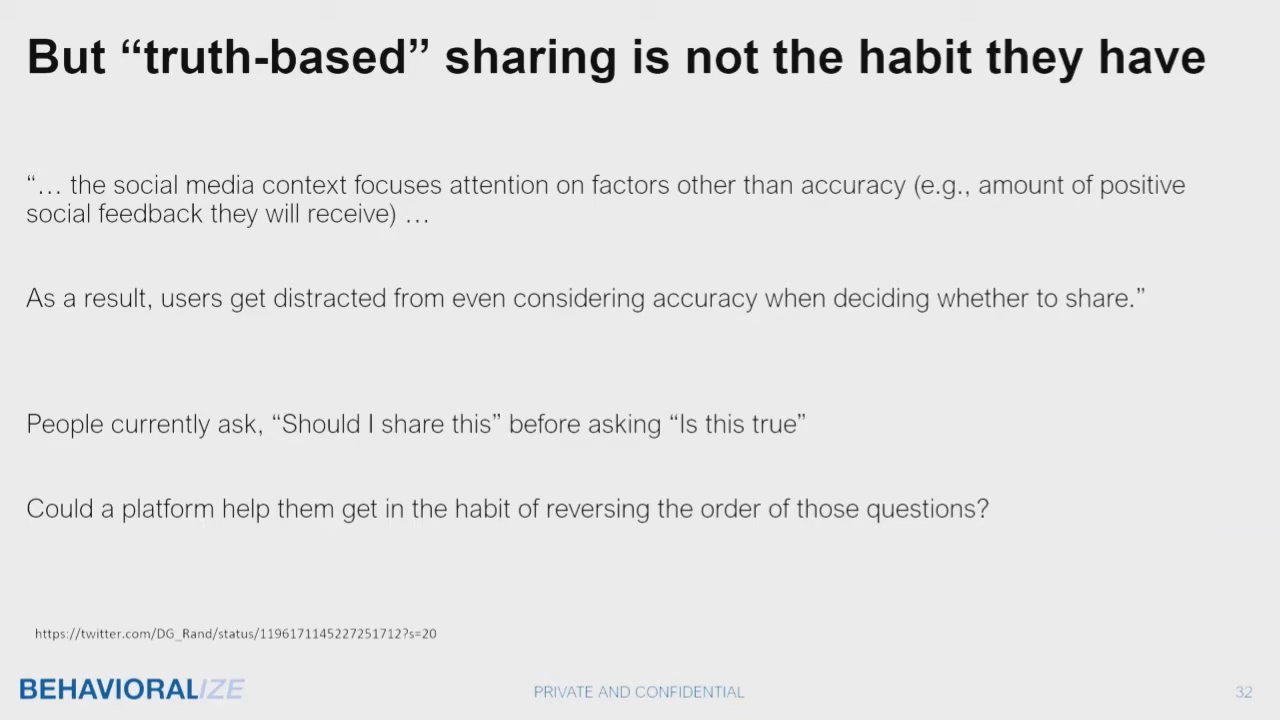 But “truth-based” sharing is not the habit they have
“… the social media context focuses attention on factors other than accuracy (e.g., amount of positive
social feedback they will receive) …
As a result, users get distracted from even considering accuracy when deciding whether to share.”
People currently ask, “Should I share this” before asking “Is this true”
Could a platform help them get in the habit of reversing the order of those questions?
https://twitter.com/DG_Rand/status/1196171145227251712?s=20
BEHAVIORALIZE
PRIVATE AND CONFIDENTIAL
32